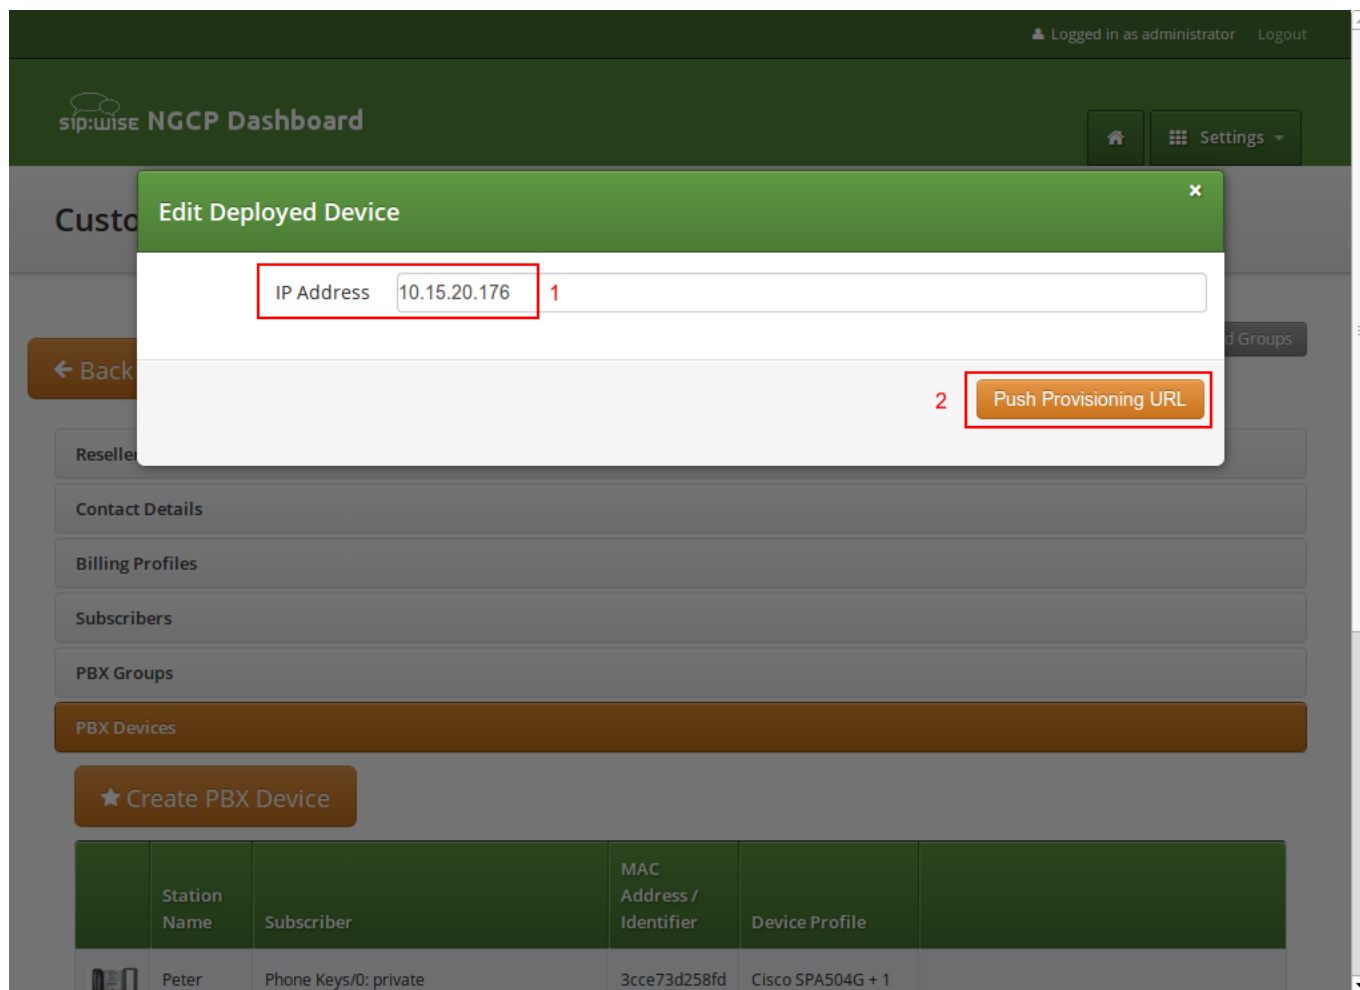 Logged in as administrator Logout
sip:wise NGCP Dashboard
Settings
Custo
Edit Deployed Device
×
IP Address 10.15.20.176 1
d Groups
Back
2 Push Provisioning URL
Reseller
Contact Details
Billing Profiles
Subscribers
PBX Groups
PBX Devices
Create PBX Device
MAC
Station Address /
Name Subscriber Identifier Device Profile
Peter Phone Keys/0: private 3cce73d258fd Cisco SPA504G + 1